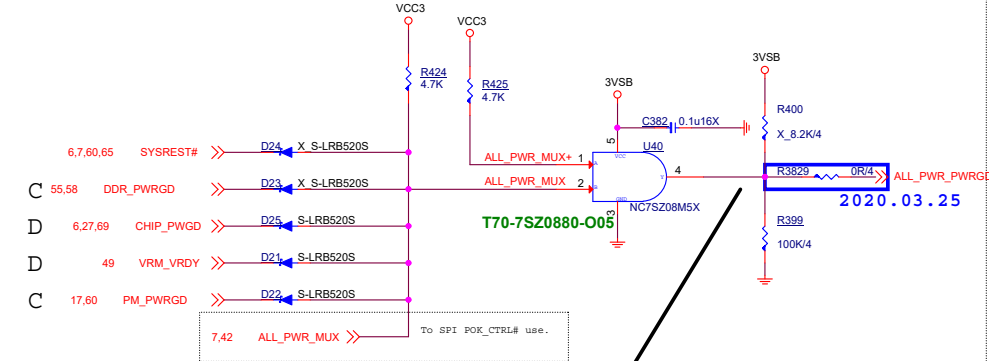 VCC3
VCC3
R424
4.7K
R425
4.7K
3VSB
3VSB
C382 0.1u16X
R400
X_8.2K/4
6,7,60,65 SYSREST# D24 X_S-LRB520S
ALL_PWR_MUX+ 1
5
VCC
U40
A
C 55,58 DDR_PWRGD D23 X_S-LRB520S
ALL_PWR_MUX 2
B
Y
4
GND
3
NC7SZ08M5X
R3829 0R/4 ALL_PWR_PWRGD
2020.03.25
T70-7SZ0880-O05
R399
100K/4
D 6,27,69 CHIP_PWGD D25 S-LRB520S
D 49 VRM_VRDY D21 S-LRB520S
C 17,60 PM_PWRGD D22 S-LRB520S
7,42 ALL_PWR_MUX To SPI POK_CTRL# use.